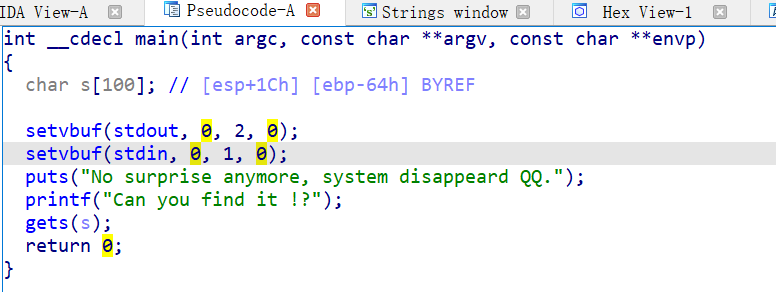 IDA View-A Pseudocode-A Strings window Hex View-1
int __cdecl main(int argc, const char **argv, const char **envp)
{
char s[100]; // [esp+1Ch] [ebp-64h] BYREF
setvbuf(stdout, 0, 2, 0);
setvbuf(stdin, 0, 1, 0);
puts("No surprise anymore, system disappeard QQ.");
printf("Can you find it !?");
gets(s);
return 0;
}